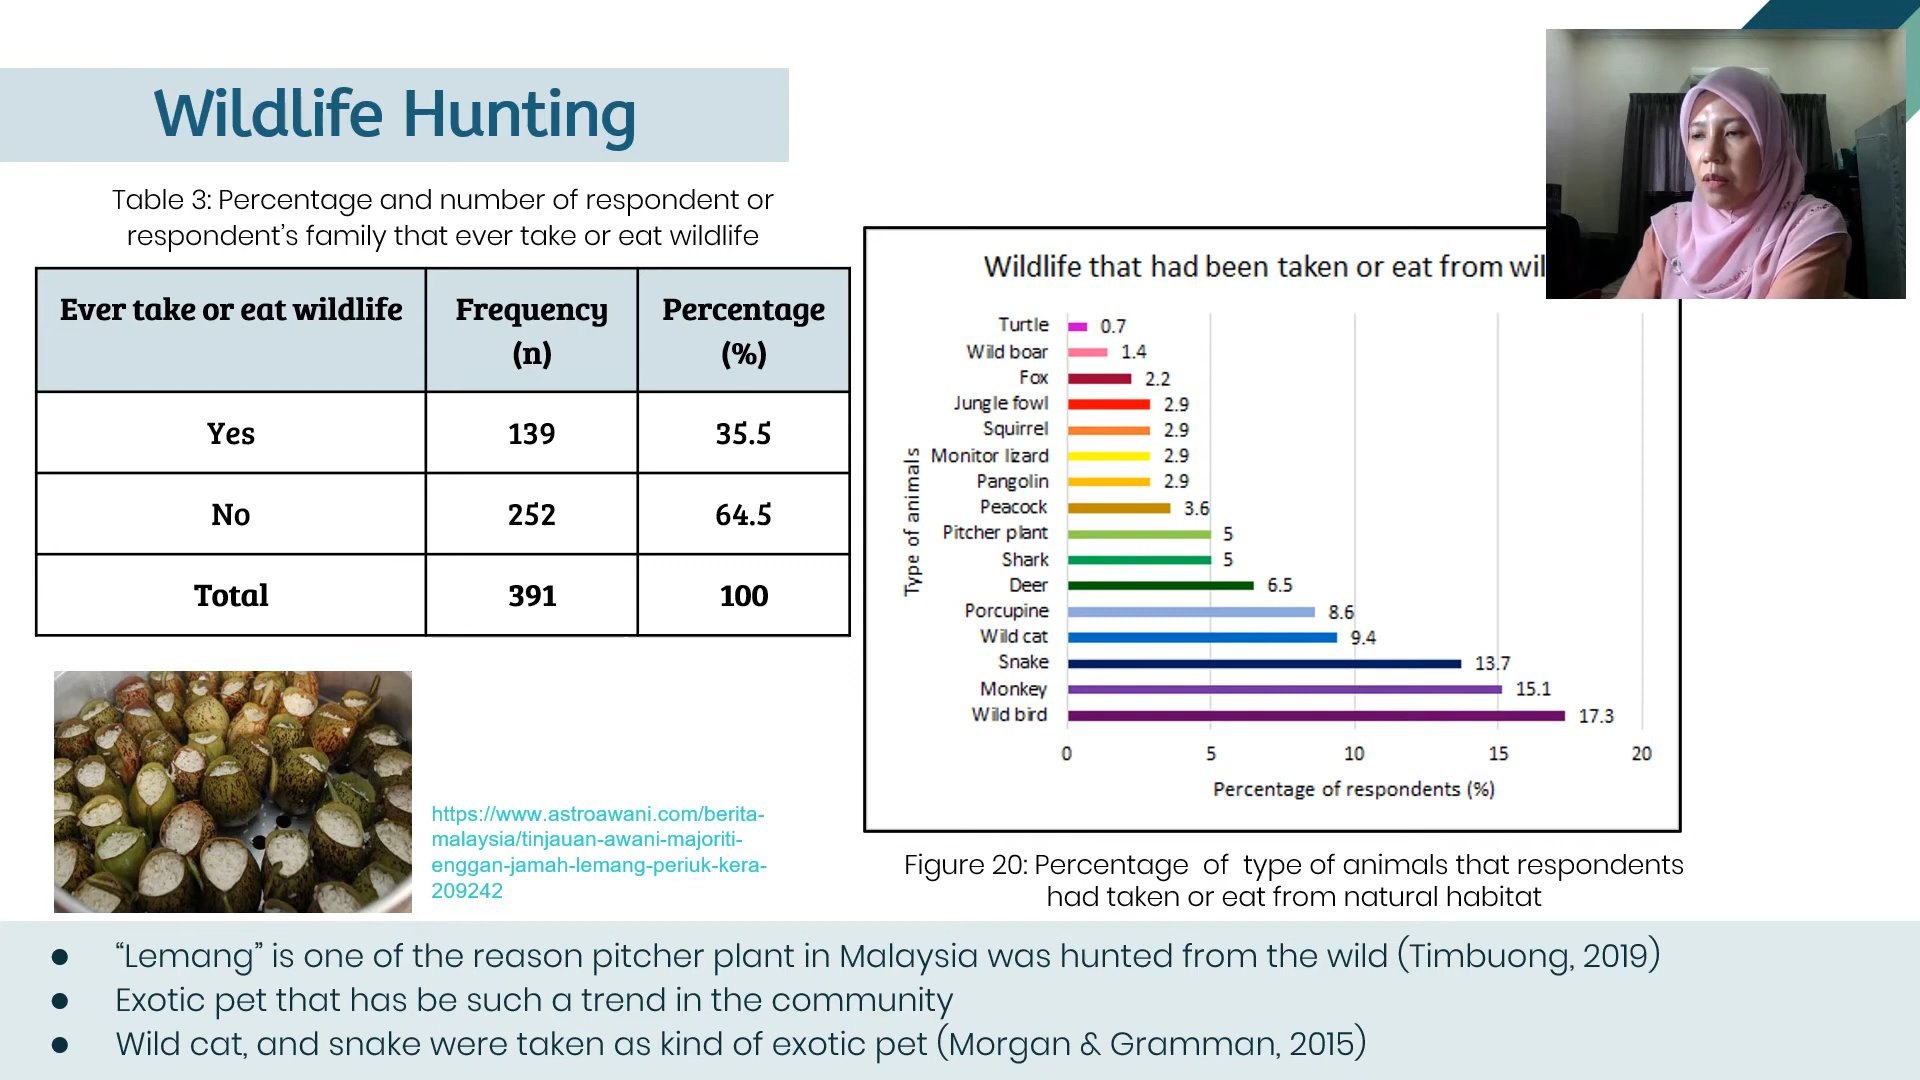 Wildlife Hunting
Table 3: Percentage and number of respondent or
respondent's family that ever take or eat wildlife
Ever take or eat wildlife Frequency (n) Percentage (%)
Yes 139 35.5
No 252 64.5
Total 391 100
https://www.astroawani.com/berita-
malaysia/tinjauan-awani-majoriti-
enggan-jamah-lemang-periuk-kera-
209242
Wildlife that had been taken or eat from wil
Type of animals
Turtle 0.7
Wild boar 1.4
Fox 2.2
Jungle fowl 2.9
Squirrel 2.9
Monitor lizard 2.9
Pangolin 2.9
Peacock 3.6
Pitcher plant 5
Shark 5
Deer 6.5
Porcupine 8.6
Wild cat 9.4
Snake 13.7
Monkey 15.1
Wild bird 17.3
0 5 10 15 20
Percentage of respondents (%)
Figure 20: Percentage of type of animals that respondents
had taken or eat from natural habitat
● “Lemang” is one of the reason pitcher plant in Malaysia was hunted from the wild (Timbuong, 2019)
● Exotic pet that has be such a trend in the community
● Wild cat, and snake were taken as kind of exotic pet (Morgan & Gramman, 2015)